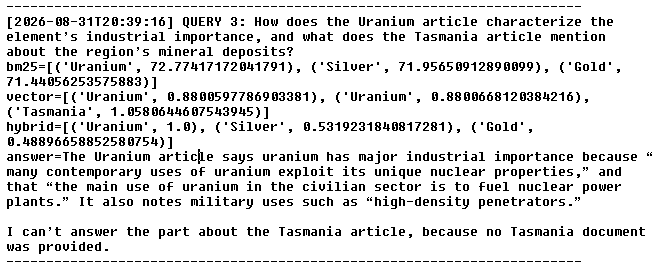 ---------------------------------------------------------------------------------
[2026-08-31T20:39:16] QUERY 3: How does the Uranium article characterize the
element's industrial importance, and what does the Tasmania article mention
about the region's mineral deposits?
bm25=[('Uranium', 72.77417172041791), ('Silver', 71.95650912890099), ('Gold',
71.44056253575883)]
vector=[('Uranium', 0.8800597786903381), ('Uranium', 0.8800668120384216),
('Tasmania', 1.0580644607543945)]
hybrid=[('Uranium', 1.0), ('Silver', 0.5319231840817281), ('Gold',
0.48896658852580754)]
answer=The Uranium article says uranium has major industrial importance because “
many contemporary uses of uranium exploit its unique nuclear properties,” and
that “the main use of uranium in the civilian sector is to fuel nuclear power
plants.” It also notes military uses such as “high-density penetrators.”
I can’t answer the part about the Tasmania article, because no Tasmania document
was provided.
---------------------------------------------------------------------------------